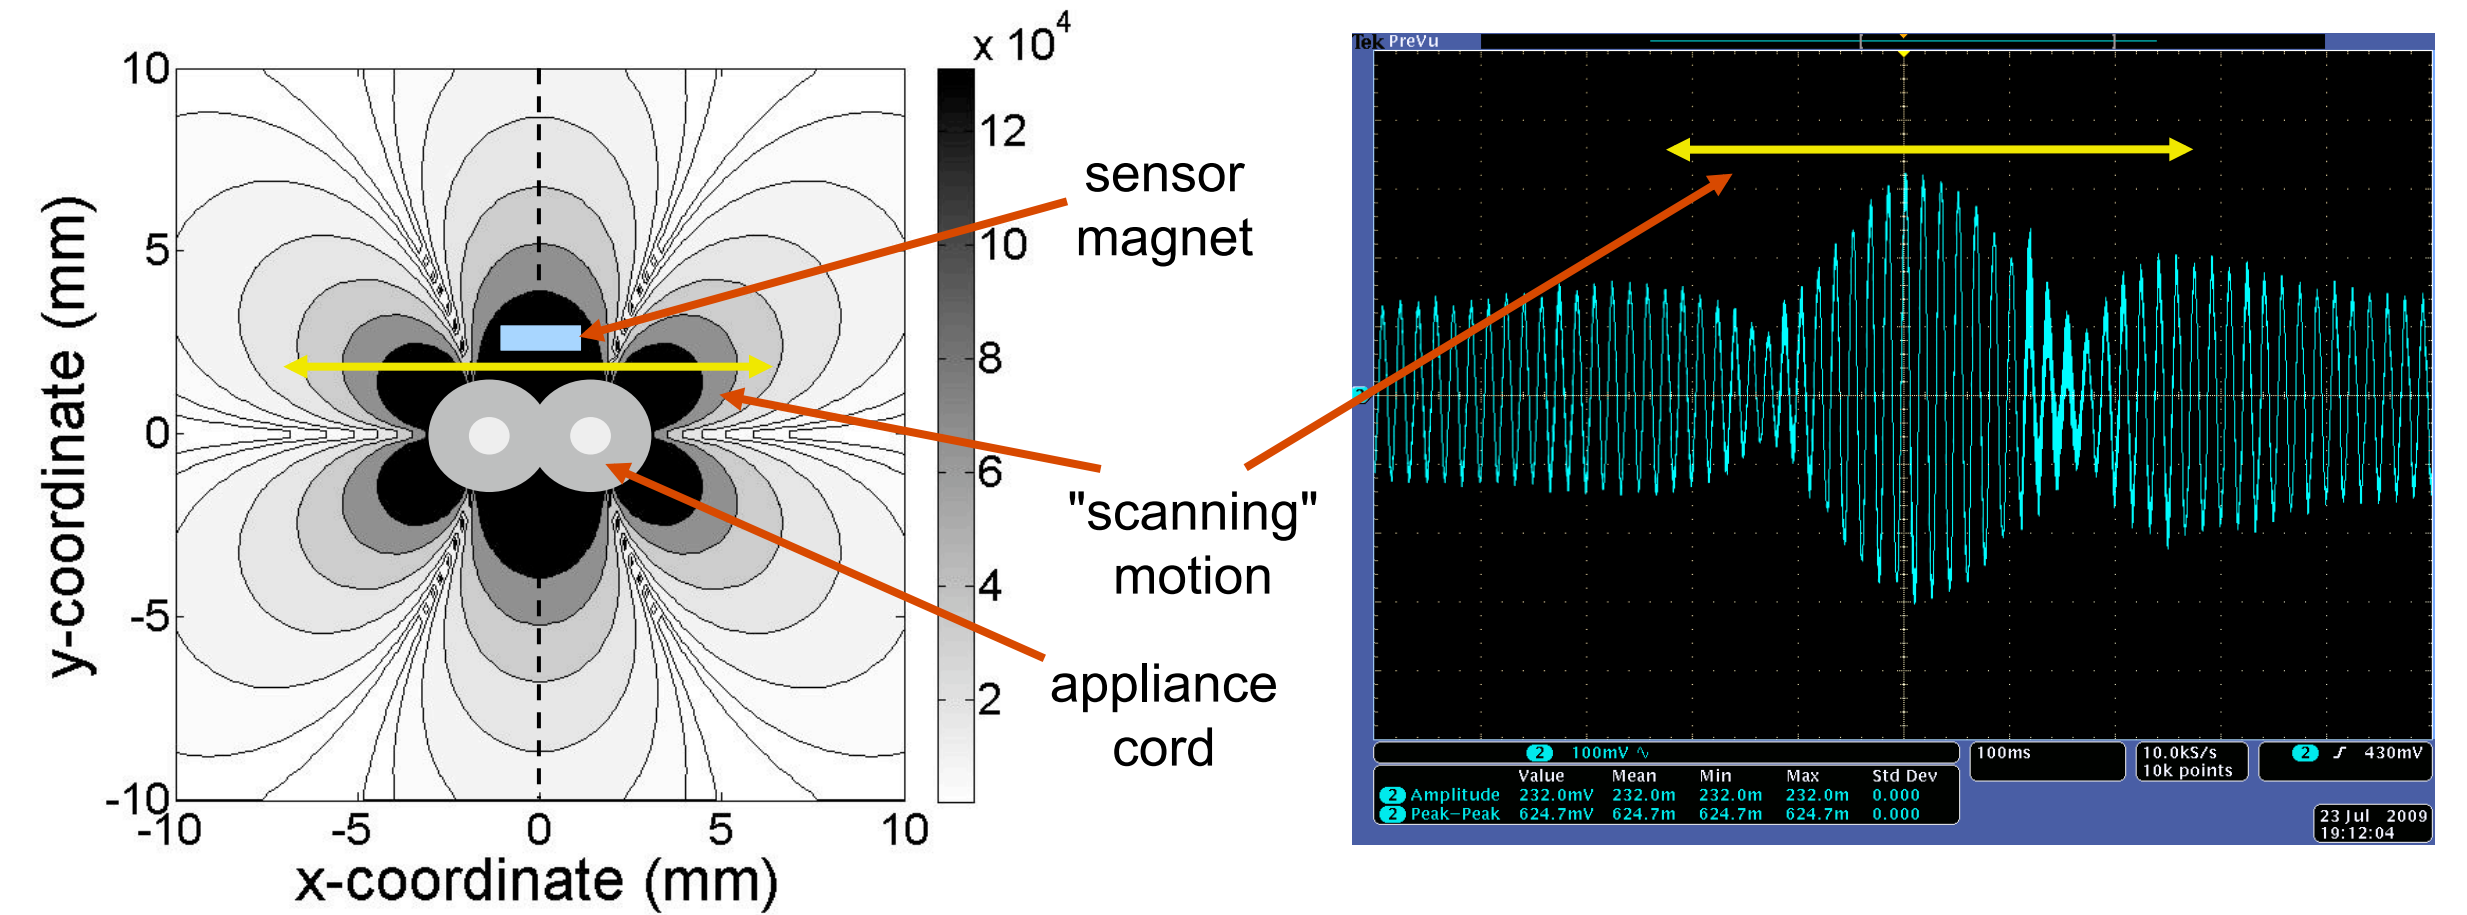 x 10^4
10
5
0
-5
-10
-10
-5
0
5
10
y-coordinate (mm)
x-coordinate (mm)
12
10
8
6
4
2
sensor
magnet
"scanning"
motion
appliance
cord
Tek PreVu
2
2 100mV ∿
100ms
10.0kS/s
10k points
2 430mV
Value Mean Min Max Std Dev
2 Amplitude 232.0mV 232.0m 232.0m 232.0m 0.000
2 Peak-Peak 624.7mV 624.7m 624.7m 624.7m 0.000
23 Jul 2009
19:12:04